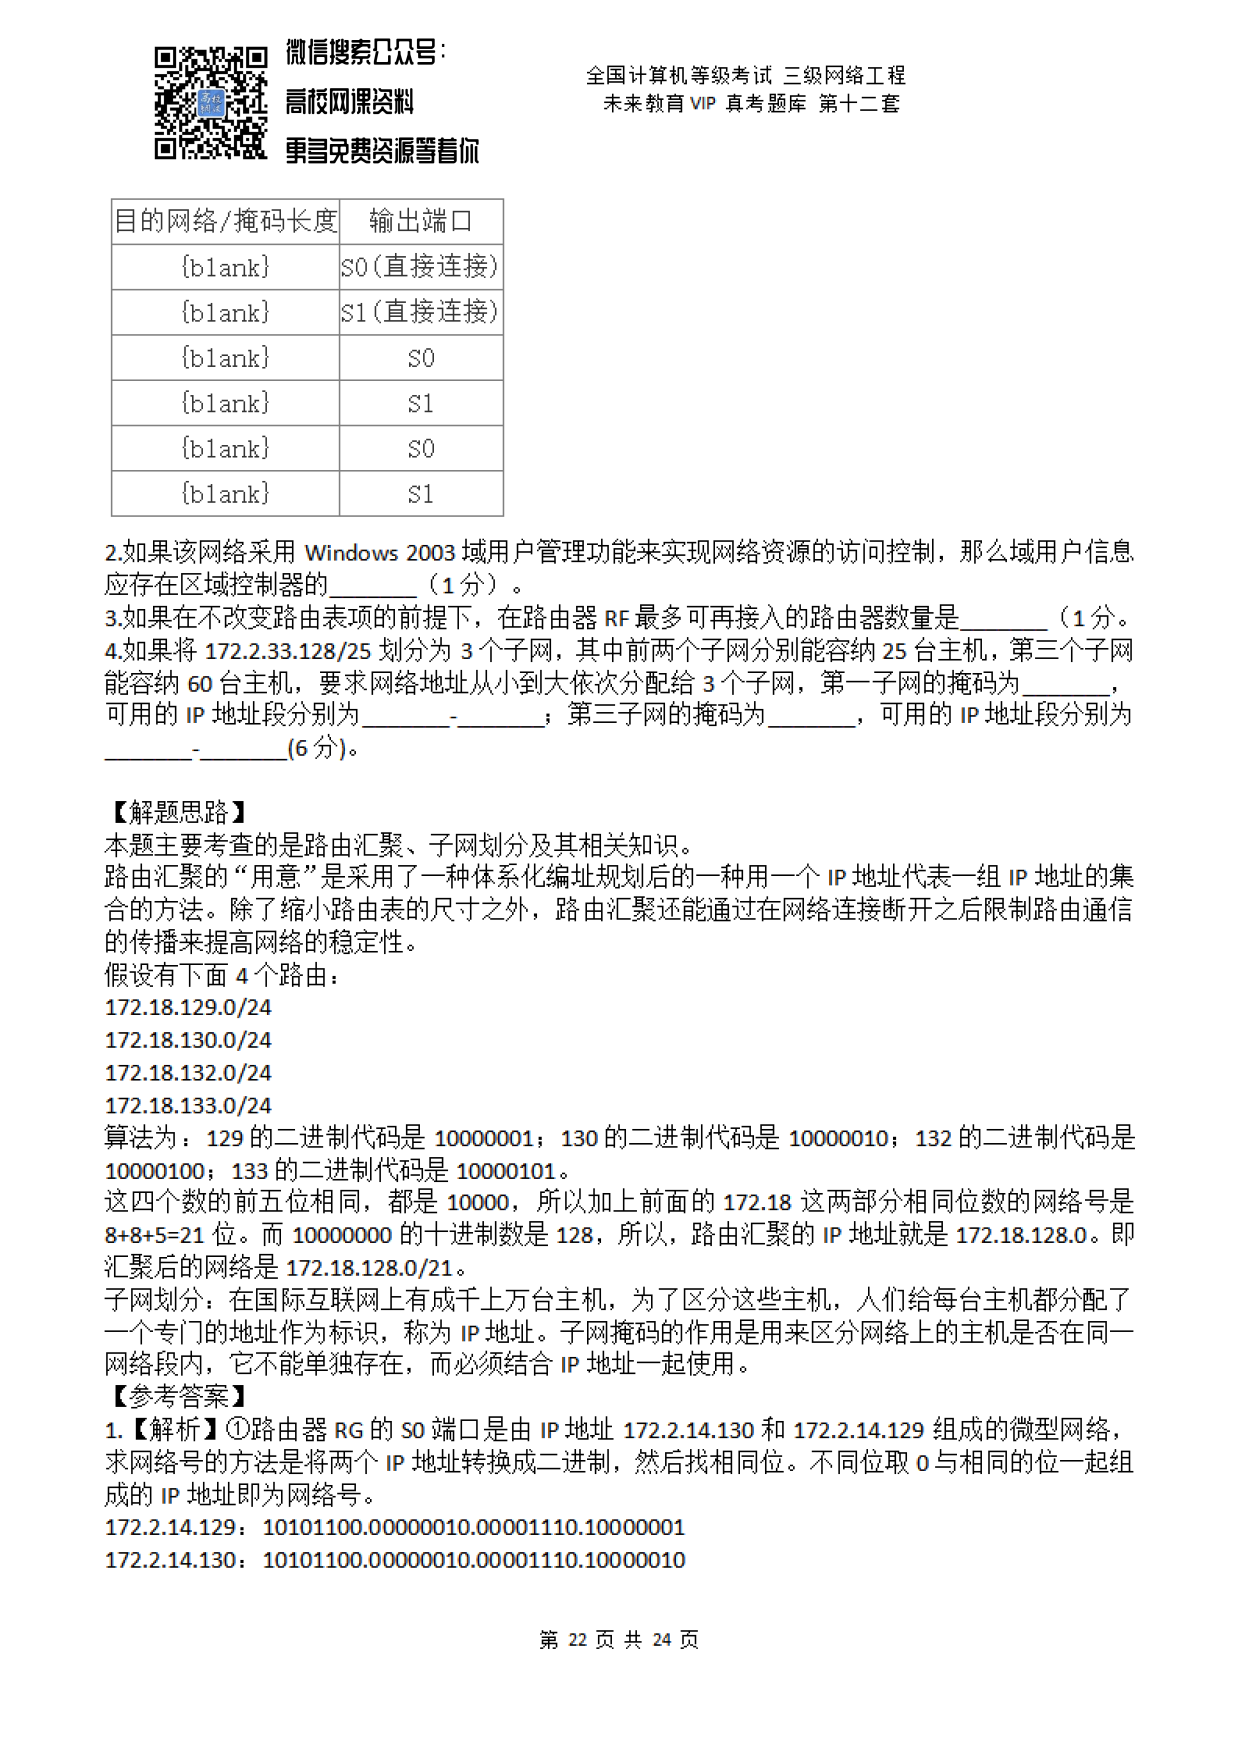 微信搜索公众号：
高校网课资料
更多免费资源等着你
全国计算机等级考试 三级网络工程
未来教育 VIP 真考题库 第十二套
目的网络/掩码长度 输出端口
{blank} S0(直接连接)
{blank} S1(直接连接)
{blank} S0
{blank} S1
{blank} S0
{blank} S1
2.如果该网络采用 Windows 2003 域用户管理功能来实现网络资源的访问控制，那么域用户信息
应存在区域控制器的_______（1 分）。
3.如果在不改变路由表项的前提下，在路由器 RF 最多可再接入的路由器数量是_______（1 分。
4.如果将 172.2.33.128/25 划分为 3 个子网，其中前两个子网分别能容纳 25 台主机，第三个子网
能容纳 60 台主机，要求网络地址从小到大依次分配给 3 个子网，第一子网的掩码为_______，
可用的 IP 地址段分别为_______-_______；第三子网的掩码为_______，可用的 IP 地址段分别为
_______-_______(6 分)。
【解题思路】
本题主要考查的是路由汇聚、子网划分及其相关知识。
路由汇聚的“用意”是采用了一种体系化编址规划后的一种用一个 IP 地址代表一组 IP 地址的集
合的方法。除了缩小路由表的尺寸之外，路由汇聚还能通过在网络连接断开之后限制路由通信
的传播来提高网络的稳定性。
假设有下面 4 个路由：
172.18.129.0/24
172.18.130.0/24
172.18.132.0/24
172.18.133.0/24
算法为：129 的二进制代码是 10000001；130 的二进制代码是 10000010；132 的二进制代码是
10000100；133 的二进制代码是 10000101。
这四个数的前五位相同，都是 10000，所以加上前面的 172.18 这两部分相同位数的网络号是
8+8+5=21 位。而 10000000 的十进制数是 128，所以，路由汇聚的 IP 地址就是 172.18.128.0。即
汇聚后的网络是 172.18.128.0/21。
子网划分：在国际互联网上有成千上万台主机，为了区分这些主机，人们给每台主机都分配了
一个专门的地址作为标识，称为 IP 地址。子网掩码的作用是用来区分网络上的主机是否在同一
网络段内，它不能单独存在，而必须结合 IP 地址一起使用。
【参考答案】
1.【解析】①路由器 RG 的 S0 端口是由 IP 地址 172.2.14.130 和 172.2.14.129 组成的微型网络，
求网络号的方法是将两个 IP 地址转换成二进制，然后找相同位。不同位取 0 与相同的位一起组
成的 IP 地址即为网络号。
172.2.14.129：10101100.00000010.00001110.10000001
172.2.14.130：10101100.00000010.00001110.10000010
第 22 页 共 24 页